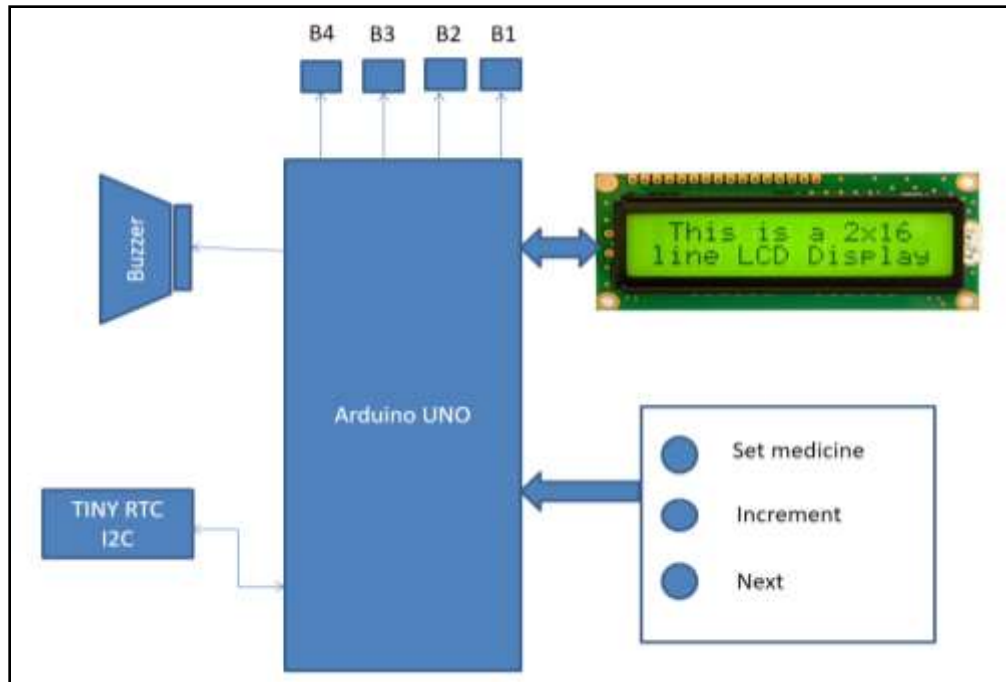 B4 B3 B2 B1
Buzzer
This is a 2x16
line LCD Display
Arduino UNO
Set medicine
TINY RTC
I2C
Increment
Next